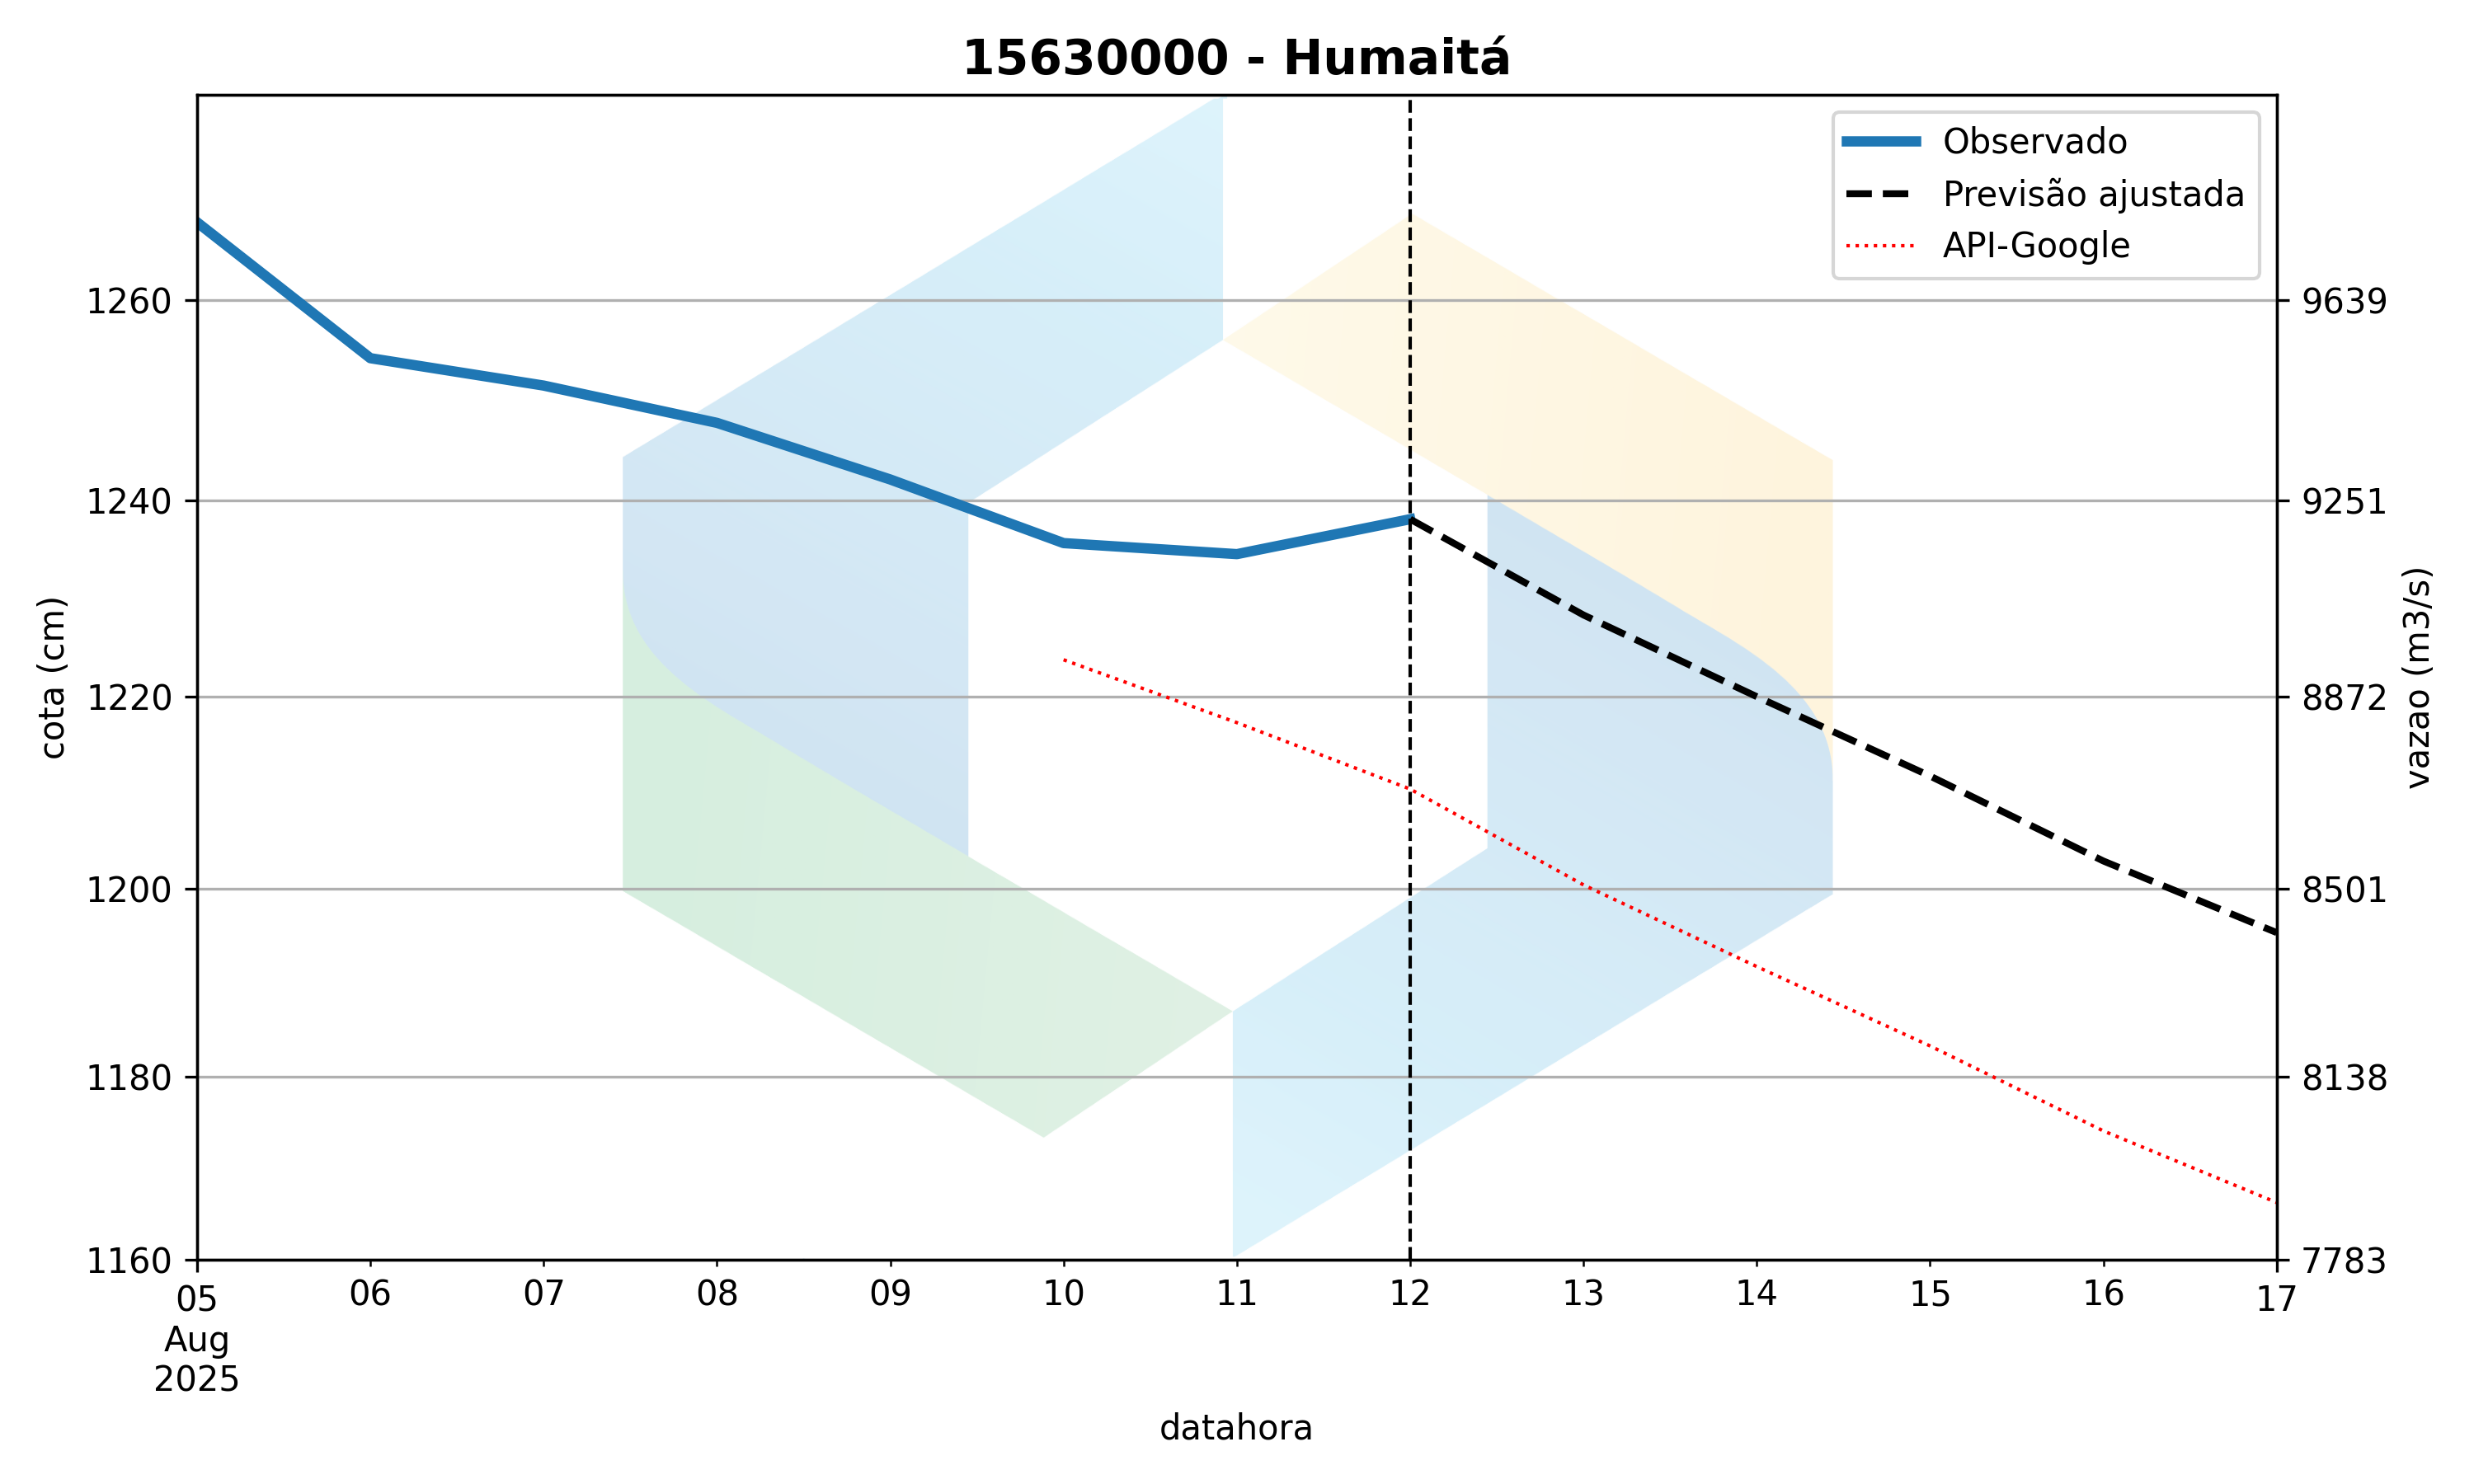 15630000 - Humaitá
Observado
Previsão ajustada
API-Google
1260
1240
1220
1200
1180
1160
cota (cm)
9639
9251
8872
8501
8138
7783
vazao (m3/s)
05 06 07 08 09 10 11 12 13 14 15 16 17
Aug
2025
datahora